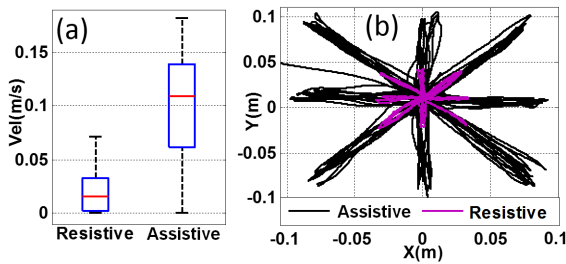 (a)
Vel(m/s)
0.15
0.1
0.05
0
Resistive Assistive
(b)
Y(m)
0.1
0.05
0
-0.05
-0.1
Assistive Resistive
-0.1 -0.05 0 0.05 0.1
X(m)